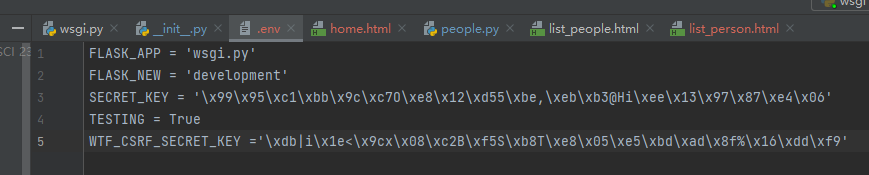 wsgi
wsgi.py __init__.py .env home.html people.py list_people.html list_person.html
SCI 23
1 FLASK_APP = 'wsgi.py'
2 FLASK_NEW = 'development'
3 SECRET_KEY = '\x99\x95\xc1\xbb\x9c\xc70\xe8\x12\xd55\xbe,\xeb\xb3@Hi\xee\x13\x97\x87\xe4\x06'
4 TESTING = True
5 WTF_CSRF_SECRET_KEY ='\xdb|i\x1e<\x9cx\x08\xc2B\xf5S\xb8T\xe8\x05\xe5\xbd\xad\x8f%\x16\xdd\xf9'